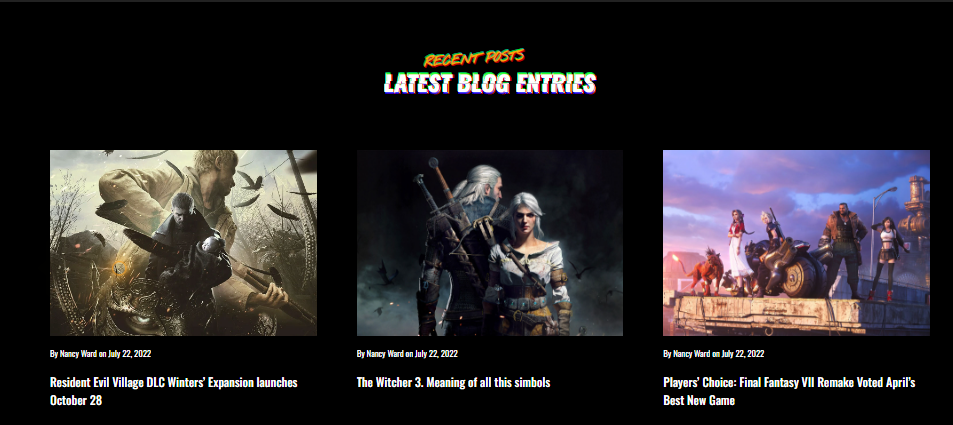 RECENT POSTS
LATEST BLOG ENTRIES
By Nancy Ward on July 22, 2022
Resident Evil Village DLC Winters' Expansion launches
October 28
By Nancy Ward on July 22, 2022
The Witcher 3. Meaning of all this simbols
By Nancy Ward on July 22, 2022
Players' Choice: Final Fantasy VII Remake Voted April's
Best New Game